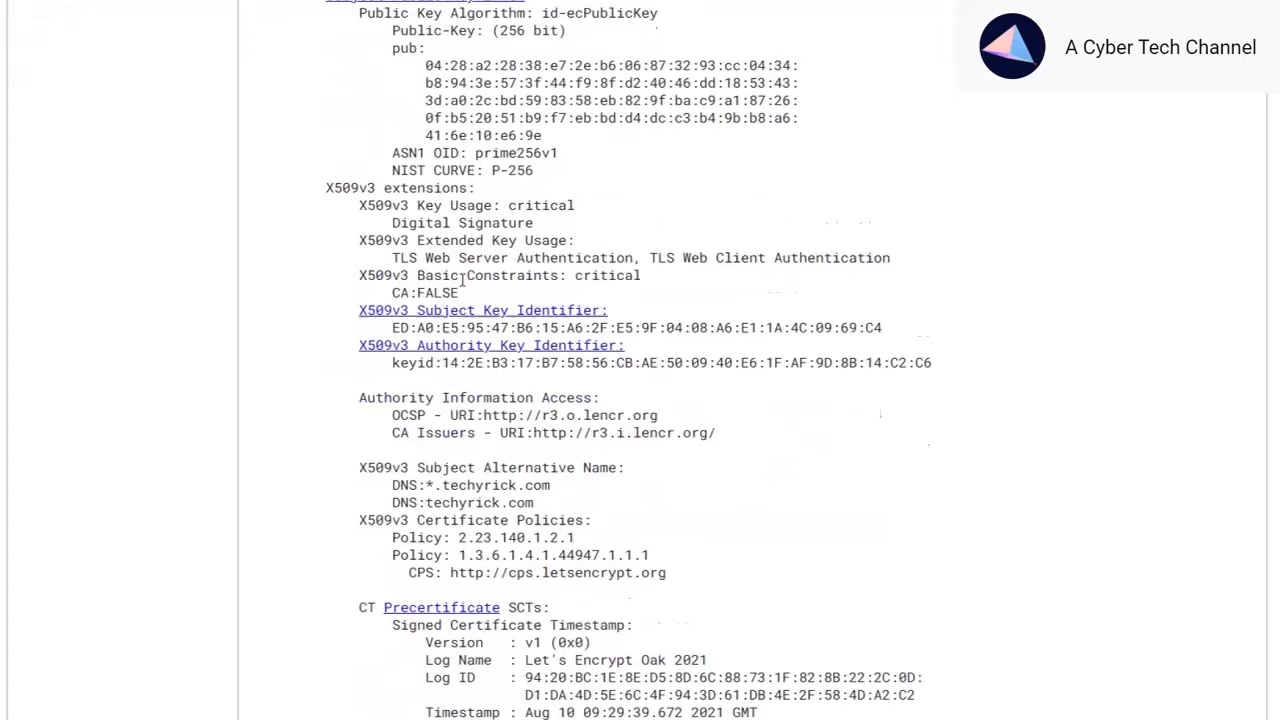 A Cyber Tech Channel
Public Key Algorithm: id-ecPublicKey
Public-Key: (256 bit)
pub:
04:28:a2:28:38:e7:2e:b6:06:87:32:93:cc:04:34:
b8:94:3e:57:3f:44:f9:8f:d2:40:46:dd:18:53:43:
3d:a0:2c:bd:59:83:58:eb:82:9f:ba:c9:a1:87:26:
0f:b5:20:51:b9:f7:eb:bd:d4:dc:c3:b4:9b:b8:a6:
41:6e:10:e6:9e
ASN1 OID: prime256v1
NIST CURVE: P-256
X509v3 extensions:
X509v3 Key Usage: critical
Digital Signature
X509v3 Extended Key Usage:
TLS Web Server Authentication, TLS Web Client Authentication
X509v3 Basic Constraints: critical
CA:FALSE
X509v3 Subject Key Identifier:
ED:A0:E5:95:47:B6:15:A6:2F:E5:9F:04:08:A6:E1:1A:4C:09:69:C4
X509v3 Authority Key Identifier:
keyid:14:2E:B3:17:B7:58:56:CB:AE:50:09:40:E6:1F:AF:9D:8B:14:C2:C6
Authority Information Access:
OCSP - URI:http://r3.o.lencr.org
CA Issuers - URI:http://r3.i.lencr.org/
X509v3 Subject Alternative Name:
DNS:*.techyrick.com
DNS:techyrick.com
X509v3 Certificate Policies:
Policy: 2.23.140.1.2.1
Policy: 1.3.6.1.4.1.44947.1.1.1
CPS: http://cps.letsencrypt.org
CT Precertificate SCTs:
Signed Certificate Timestamp:
Version : v1 (0x0)
Log Name : Let's Encrypt Oak 2021
Log ID : 94:20:BC:1E:8E:D5:8D:6C:88:73:1F:82:8B:22:2C:0D:
D1:DA:4D:5E:6C:4F:94:3D:61:DB:4E:2F:58:4D:A2:C2
Timestamp : Aug 10 09:29:39.672 2021 GMT